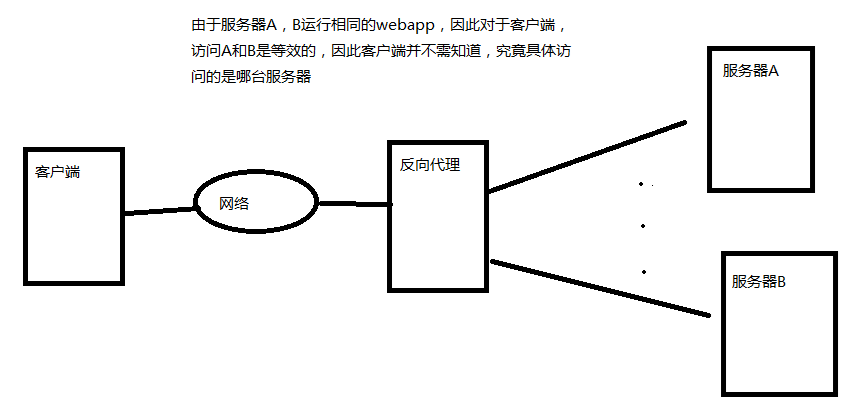 由于服务器A，B运行相同的webapp，因此对于客户端，
访问A和B是等效的，因此客户端并不需知道，究竟具体访
问的是哪台服务器
服务器A
客户端
反向代理
网络
服务器B